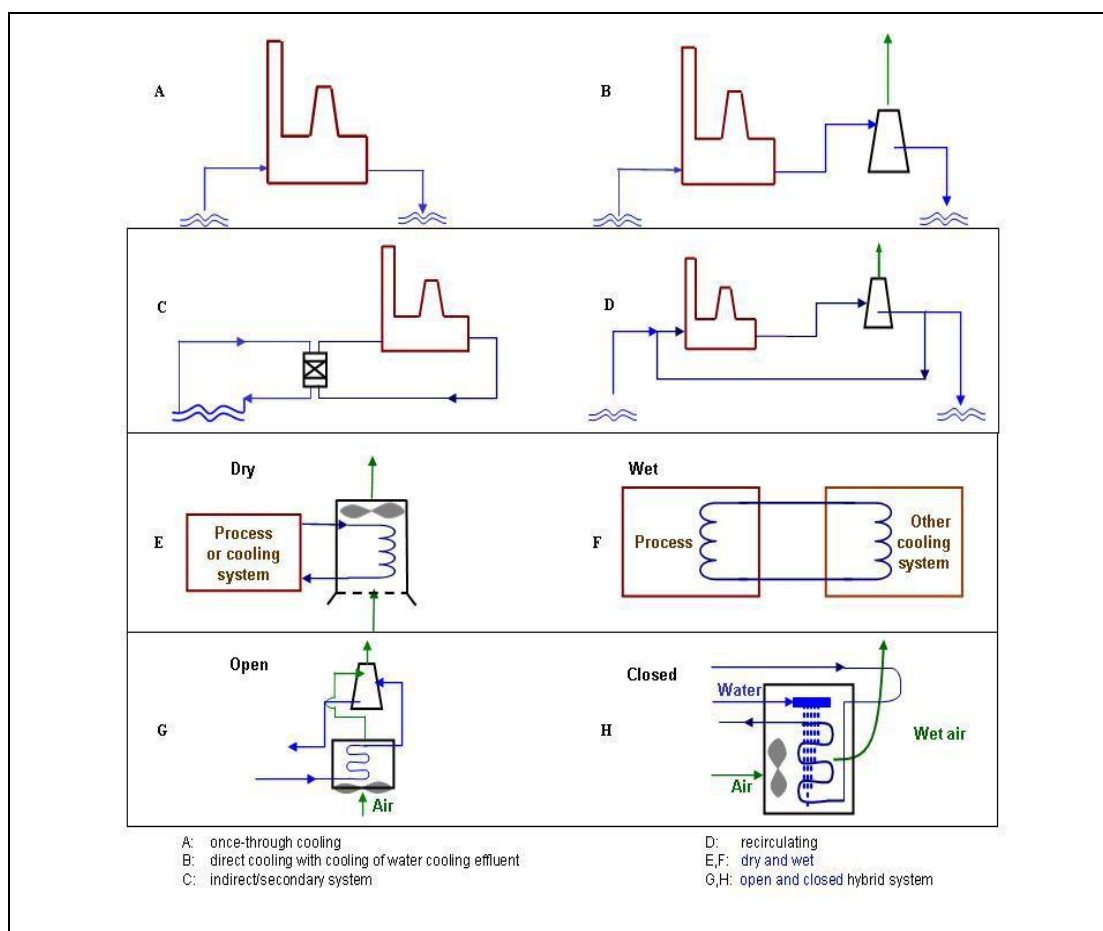 A
B
C
D
Dry
Wet
E
Process
or cooling
system
F
Process
Other
cooling
system
Open
Closed
G
Air
H
Water
Wet air
Air
A: once-through cooling
B: direct cooling with cooling of water cooling effluent
C: indirect/secondary system
D: recirculating
E,F: dry and wet
G,H: open and closed hybrid system